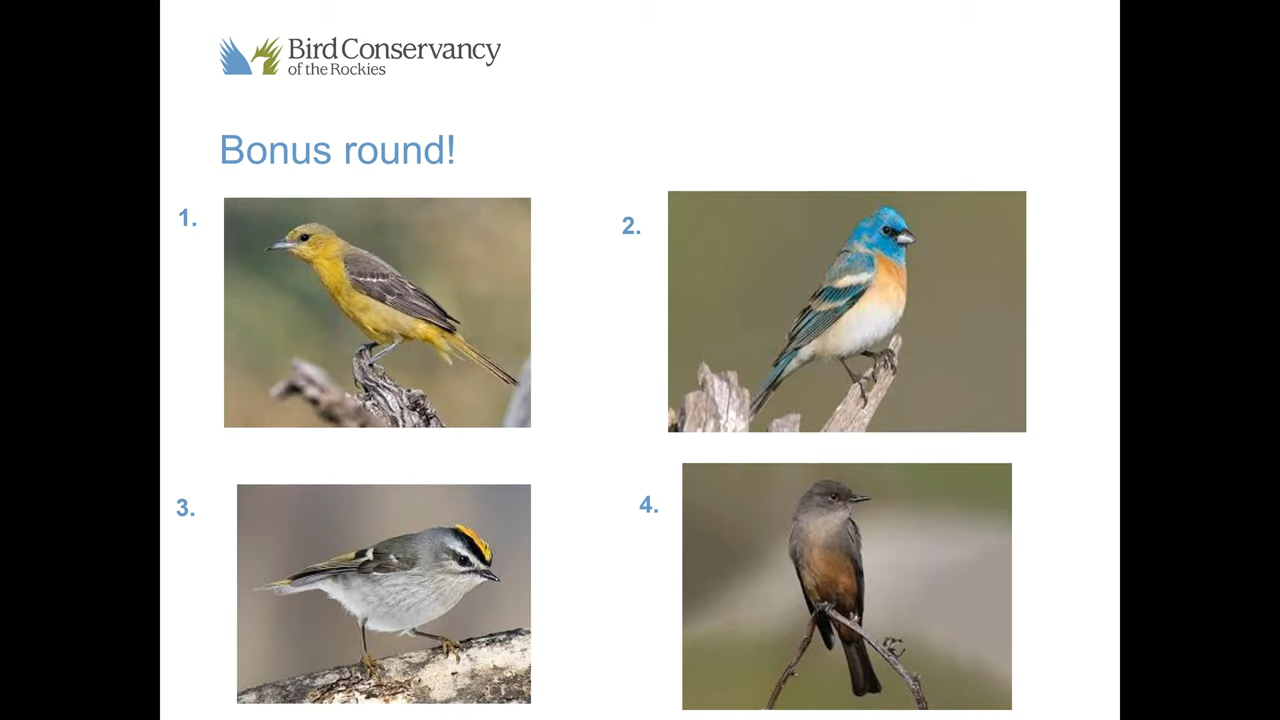 Bird Conservancy
of the Rockies
Bonus round!
1.
2.
3.
4.